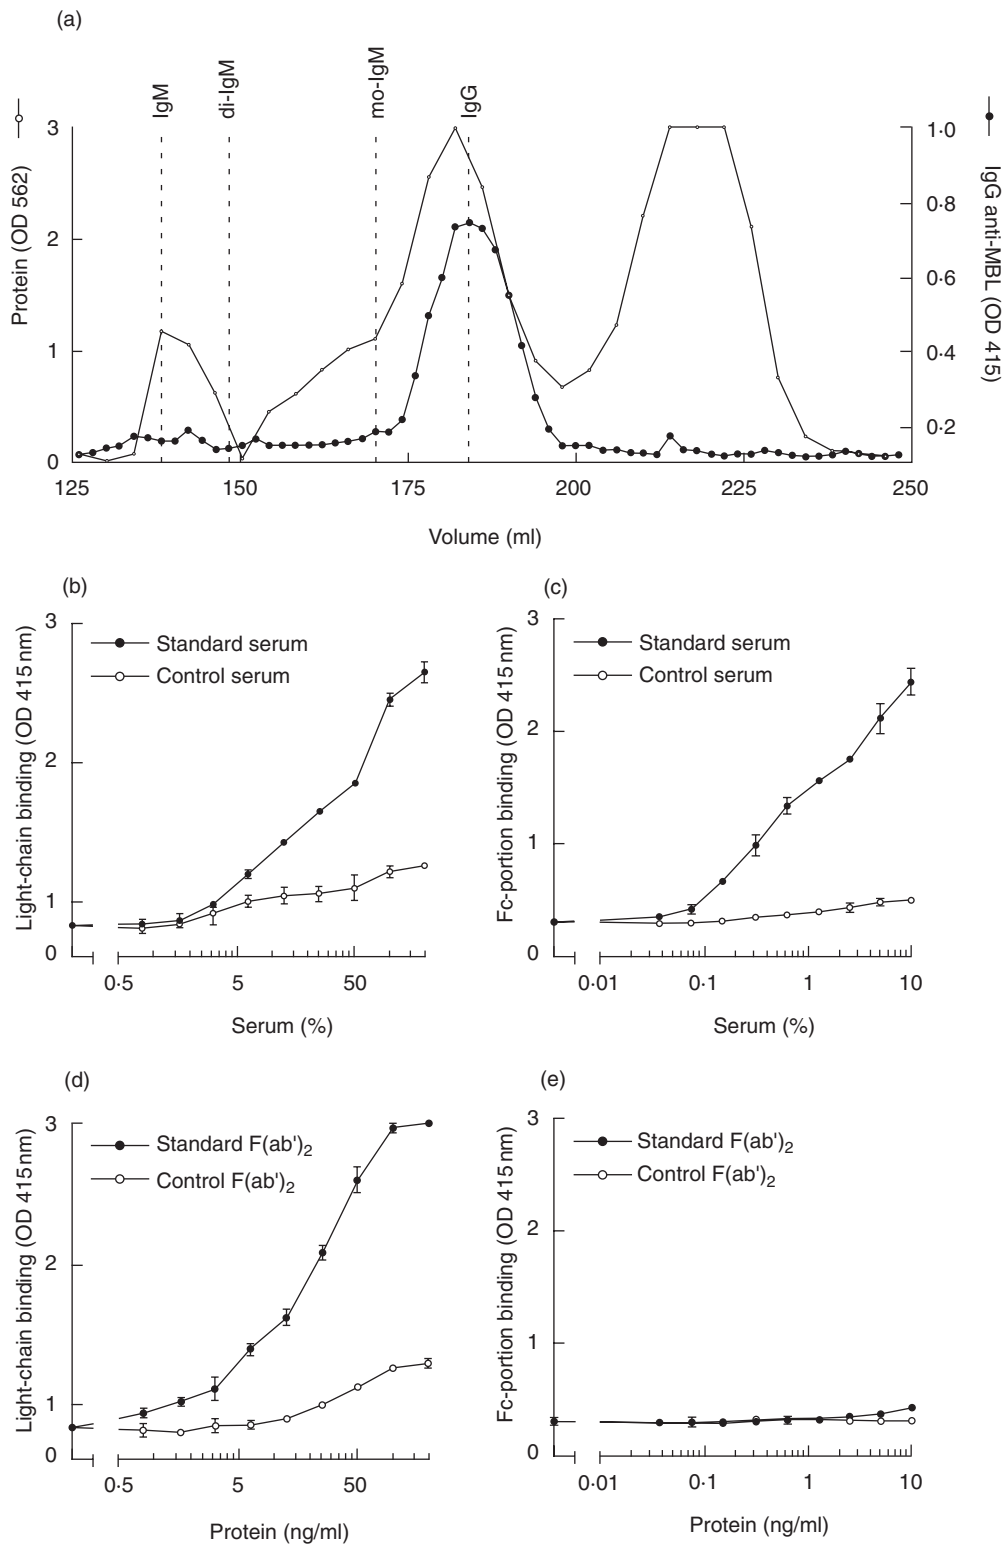 (a)
IgM
di-IgM
mo-IgM
IgG
Protein (OD 562)
3
2
1
0
1·0
0·8
0·6
0·4
0·2
IgG anti-MBL (OD 415)
125
150
175
200
225
250
Volume (ml)
(b)
Light-chain binding (OD 415 nm)
3
2
1
0
Standard serum
Control serum
0·5
5
50
Serum (%)
(c)
Fc-portion binding (OD 415 nm)
3
2
1
0
Standard serum
Control serum
0·01
0·1
1
10
Serum (%)
(d)
Light-chain binding (OD 415 nm)
3
2
1
0
Standard F(ab')₂
Control F(ab')₂
0·5
5
50
Protein (ng/ml)
(e)
Fc-portion binding (OD 415 nm)
3
2
1
0
Standard F(ab')₂
Control F(ab')₂
0·01
0·1
1
10
Protein (ng/ml)